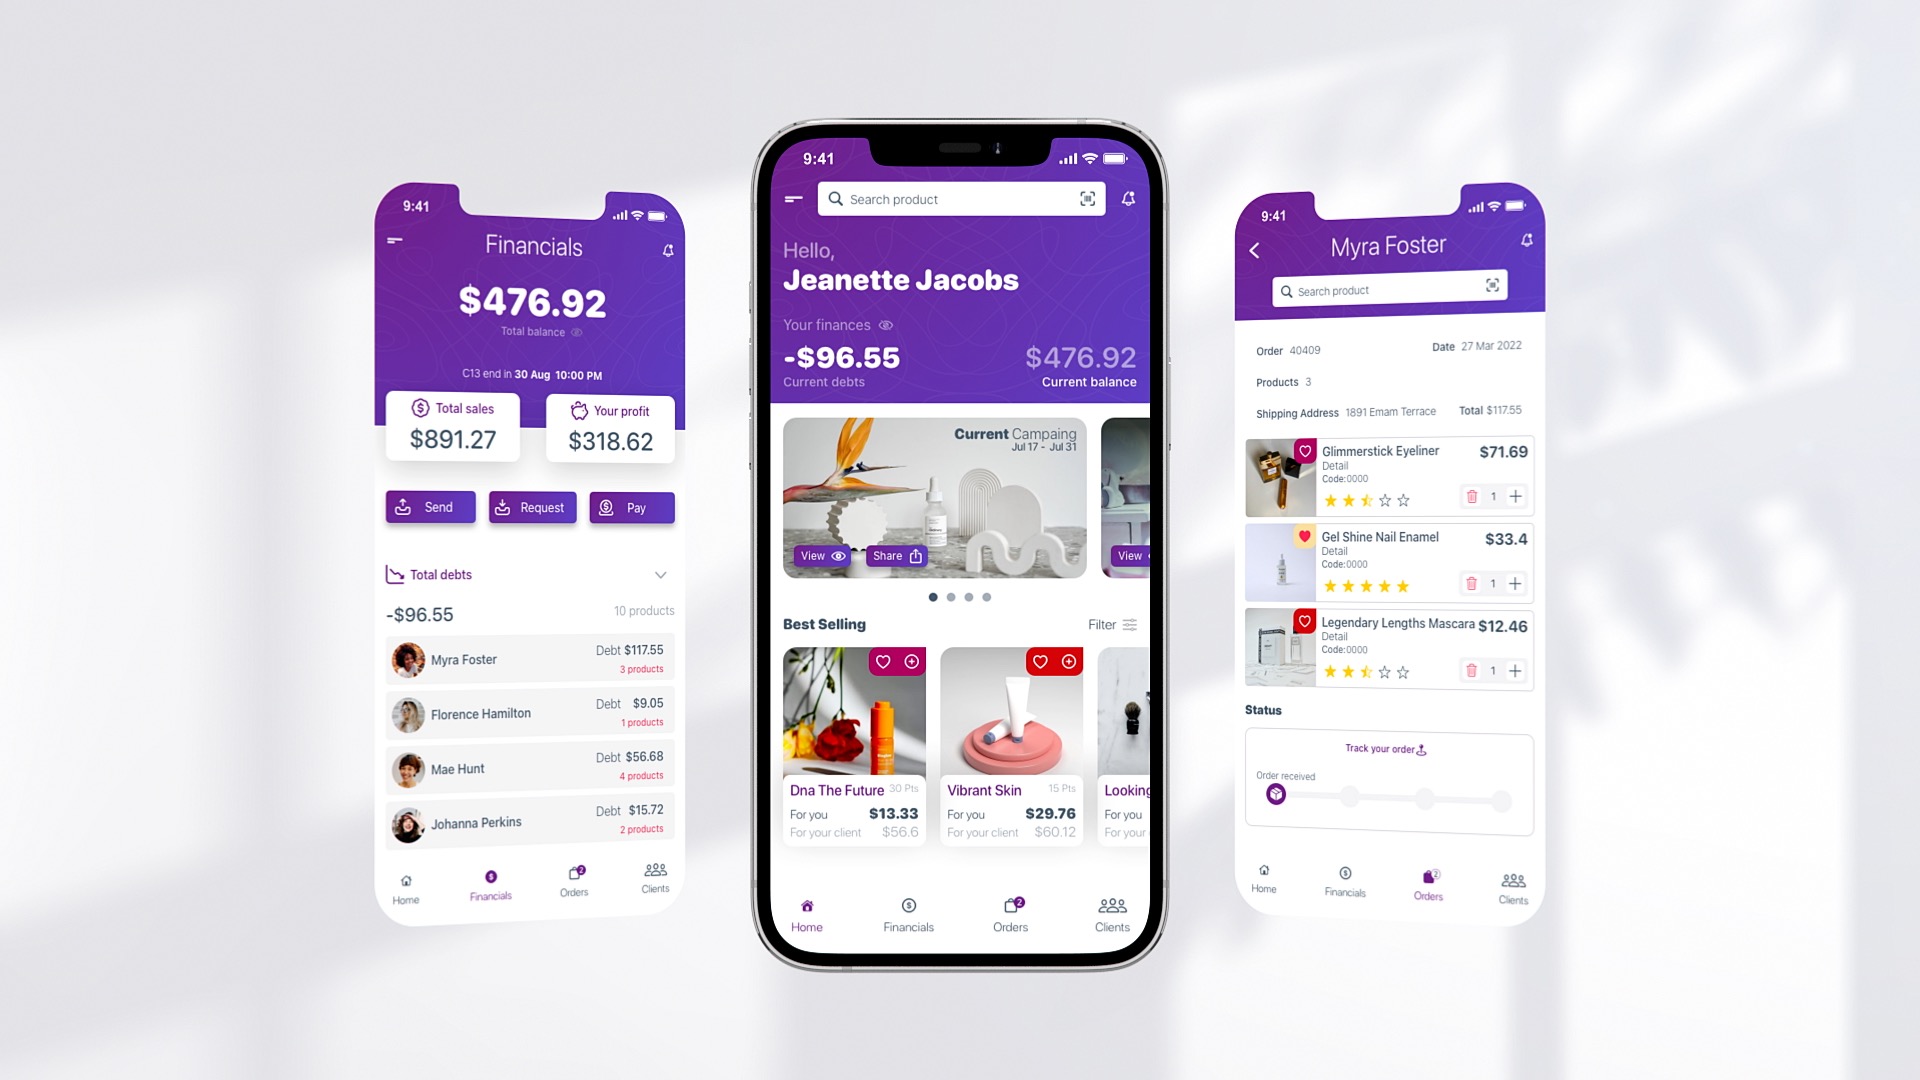 9:41
Financials
$476.92
Total balance
C13 end in 30 Aug 10:00 PM
Total sales
$891.27
Your profit
$318.62
Send
Request
Pay
Total debts
-$96.55
10 products
Myra Foster
Debt $117.55
3 products
Florence Hamilton
Debt $9.05
1 products
Mae Hunt
Debt $56.68
4 products
Johanna Perkins
Debt $15.72
2 products
Home
Financials
2
Orders
Clients
9:41
Search product
Hello,
Jeanette Jacobs
Your finances
-$96.55
$476.92
Current debts
Current balance
Current Campaing
Jul 17 - Jul 31
View
Share
View
Best Selling
Filter
Dna The Future 30 Pts
For you $13.33
For your client $56.6
Vibrant Skin 15 Pts
For you $29.76
For your client $60.12
Looking
For you
For your
Home
Financials
2
Orders
Clients
9:41
Myra Foster
Search product
Order 40409
Date 27 Mar 2022
Products 3
Shipping Address 1891 Emam Terrace
Total $117.55
Glimmerstick Eyeliner $71.69
Detail
Code:0000
1
Gel Shine Nail Enamel $33.4
Detail
Code:0000
1
Legendary Lengths Mascara $12.46
Detail
Code:0000
1
Status
Track your order
Order received
Home
Financials
2
Orders
Clients